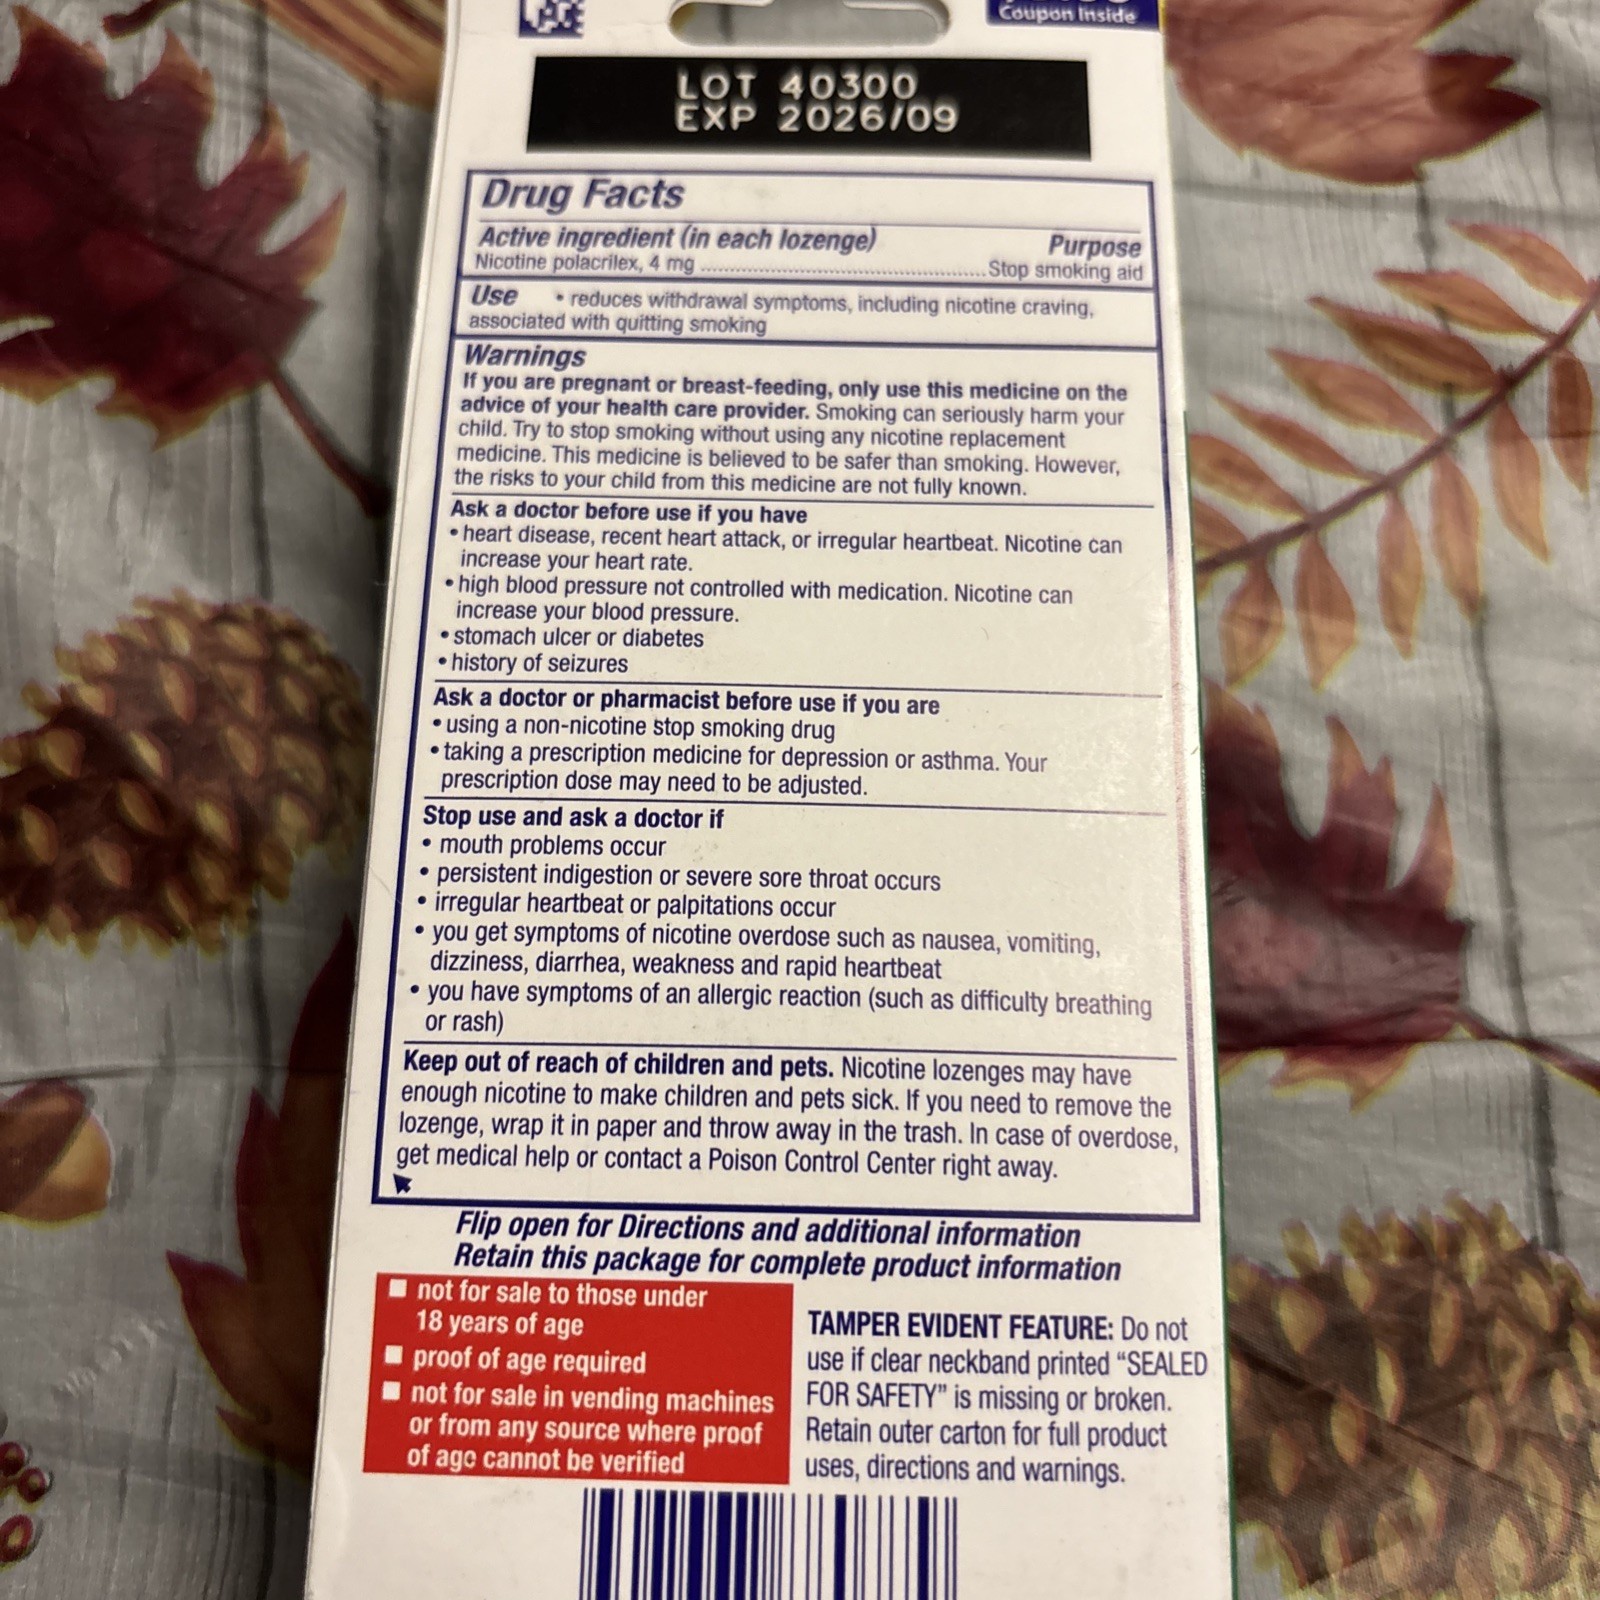 Coupon Inside
LOT 40300
EXP 2026/09
Drug Facts
Active ingredient (in each lozenge) Purpose
Nicotine polacrilex, 4 mg ........................................ Stop smoking aid
Use • reduces withdrawal symptoms, including nicotine craving,
associated with quitting smoking
Warnings
If you are pregnant or breast-feeding, only use this medicine on the
advice of your health care provider. Smoking can seriously harm your
child. Try to stop smoking without using any nicotine replacement
medicine. This medicine is believed to be safer than smoking. However,
the risks to your child from this medicine are not fully known.
Ask a doctor before use if you have
• heart disease, recent heart attack, or irregular heartbeat. Nicotine can
increase your heart rate.
• high blood pressure not controlled with medication. Nicotine can
increase your blood pressure.
• stomach ulcer or diabetes
• history of seizures
Ask a doctor or pharmacist before use if you are
• using a non-nicotine stop smoking drug
• taking a prescription medicine for depression or asthma. Your
prescription dose may need to be adjusted.
Stop use and ask a doctor if
• mouth problems occur
• persistent indigestion or severe sore throat occurs
• irregular heartbeat or palpitations occur
• you get symptoms of nicotine overdose such as nausea, vomiting,
dizziness, diarrhea, weakness and rapid heartbeat
• you have symptoms of an allergic reaction (such as difficulty breathing
or rash)
Keep out of reach of children and pets. Nicotine lozenges may have
enough nicotine to make children and pets sick. If you need to remove the
lozenge, wrap it in paper and throw away in the trash. In case of overdose,
get medical help or contact a Poison Control Center right away.
Flip open for Directions and additional information
Retain this package for complete product information
not for sale to those under
18 years of age
proof of age required
not for sale in vending machines
or from any source where proof
of age cannot be verified
TAMPER EVIDENT FEATURE: Do not
use if clear neckband printed “SEALED
FOR SAFETY” is missing or broken.
Retain outer carton for full product
uses, directions and warnings.